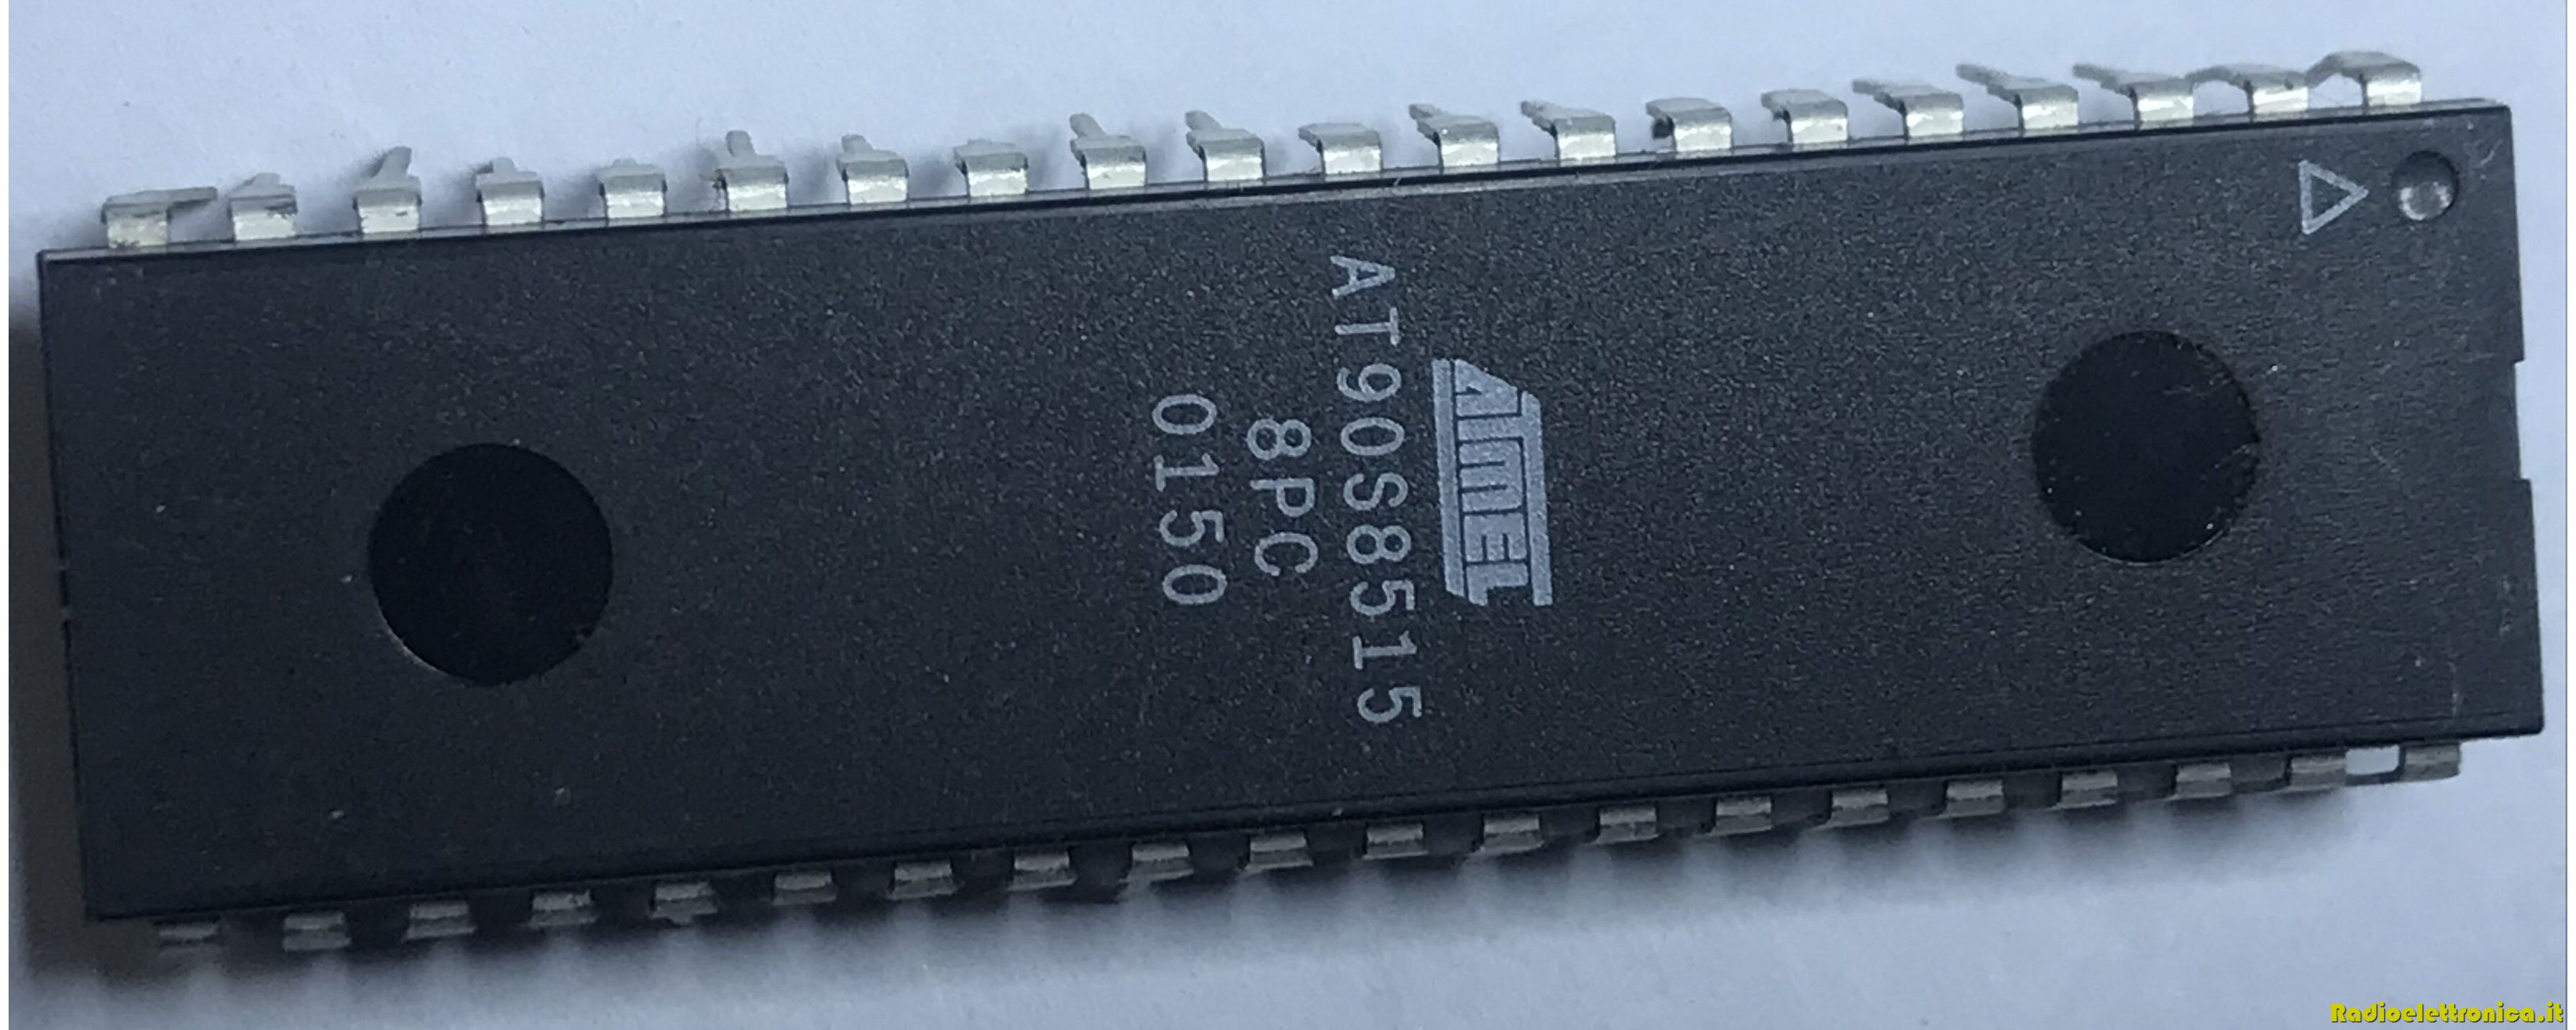 ATMEL
AT90S8515
8PC
0150
Radioelettronica.it